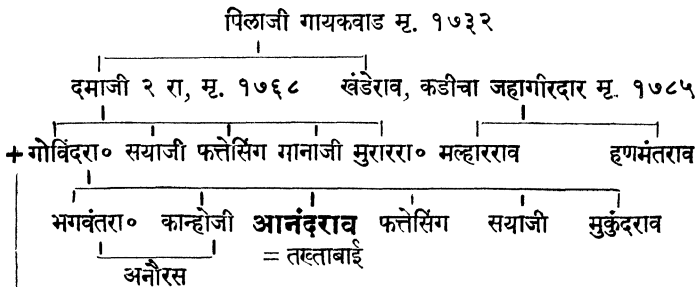 पिलाजी गायकवाड मृ. १७३२
दमाजी २ रा, मृ. १७६८ खंडेराव, कडीचा जहागीरदार मृ. १७८५
+ गोविंदरा० सयाजी फत्तेसिंग मानाजी मुराररा० मल्हारराव हणमंतराव
भगवंतरा० कान्होजी आनंदराव फत्तेसिंग सयाजी मुकुंदराव
= तख्ताबाई
अनौरस